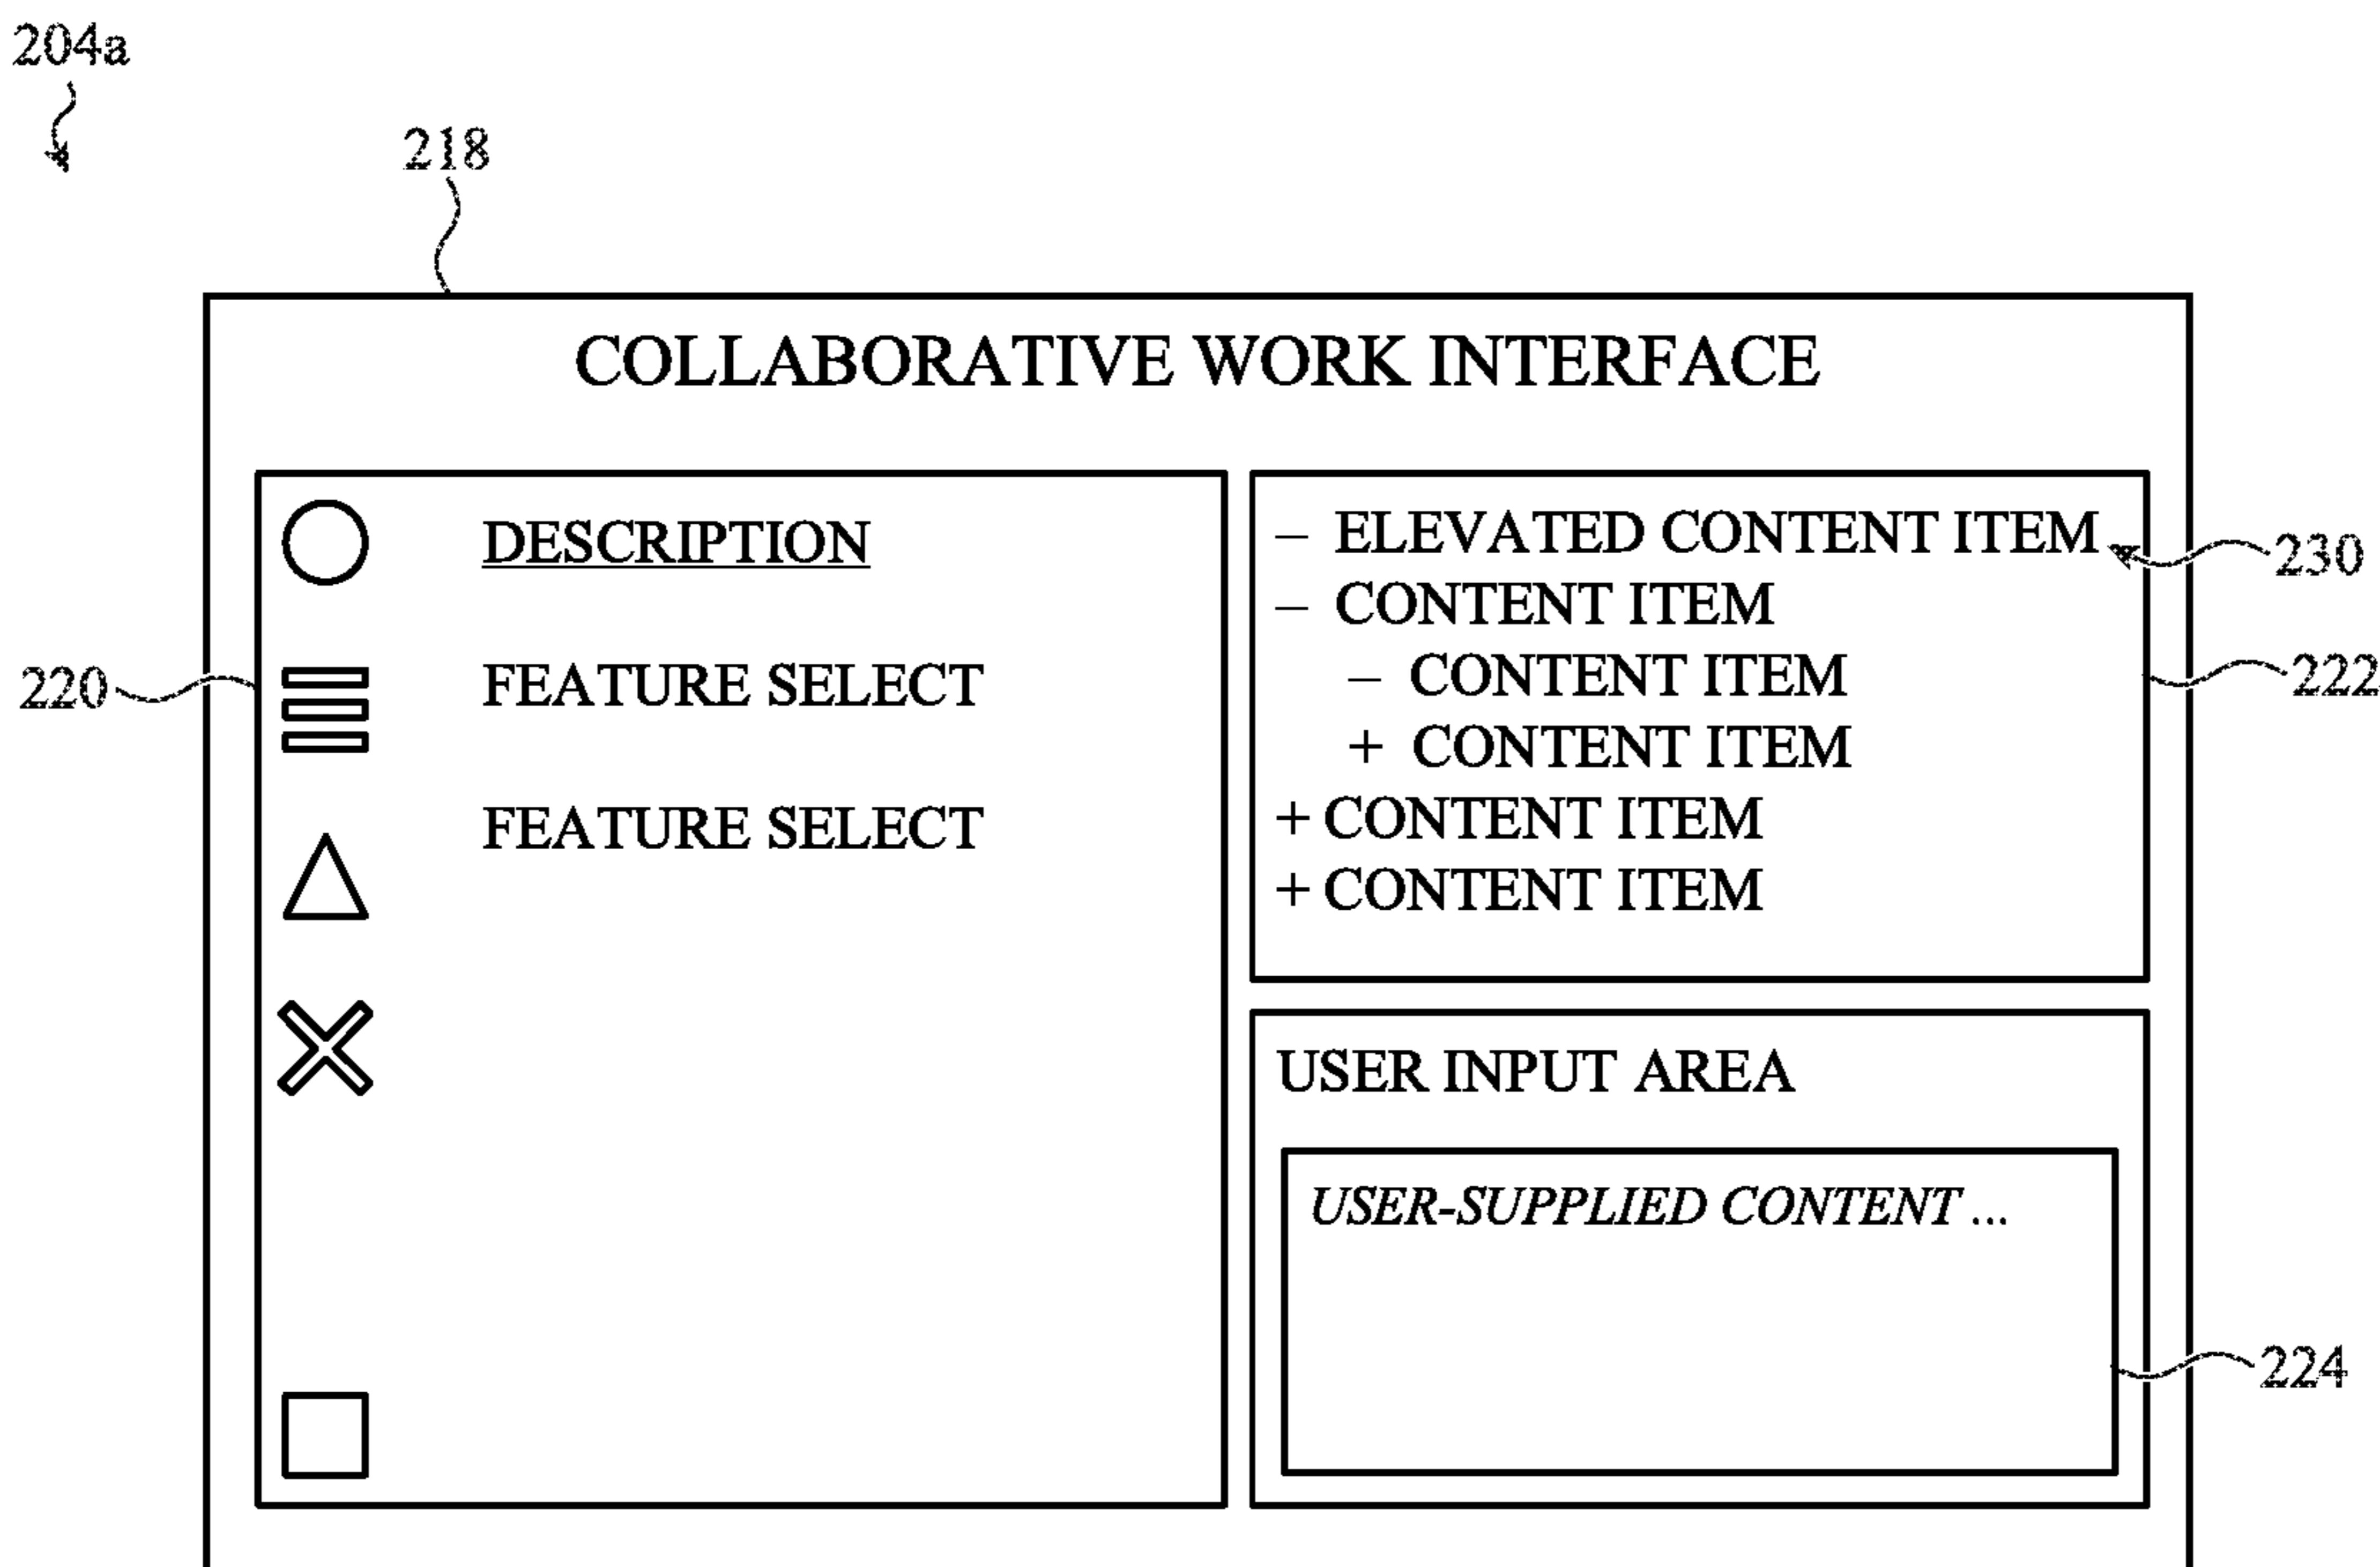 204a
218
COLLABORATIVE WORK INTERFACE
DESCRIPTION
FEATURE SELECT
FEATURE SELECT
220
– ELEVATED CONTENT ITEM
– CONTENT ITEM
– CONTENT ITEM
+ CONTENT ITEM
+ CONTENT ITEM
+ CONTENT ITEM
230
222
USER INPUT AREA
USER-SUPPLIED CONTENT ...
224